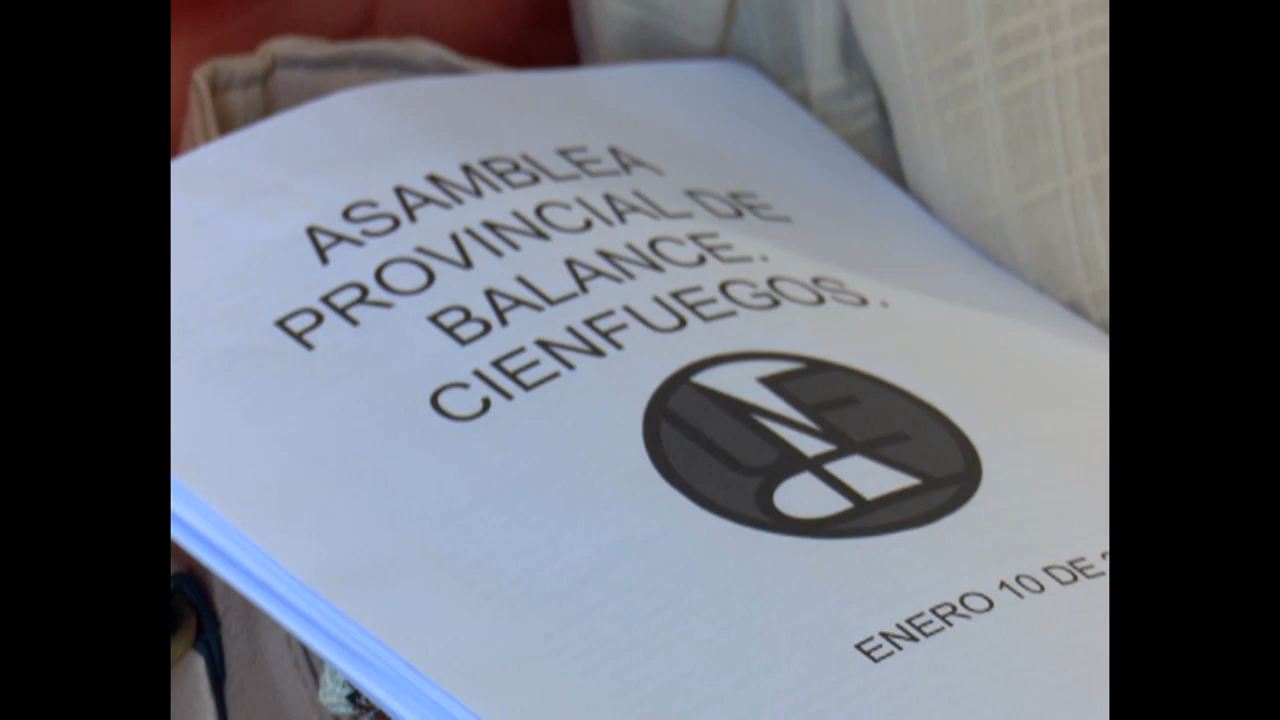 ASAMBLEA
PROVINCIAL DE
BALANCE.
CIENFUEGOS.
ENERO 10 DE